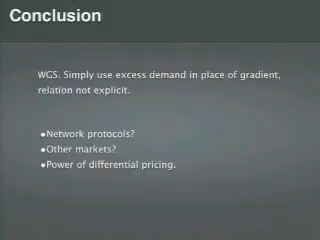 Conclusion
WGS. Simply use excess demand in place of gradient,
relation not explicit.
•Network protocols?
•Other markets?
•Power of differential pricing.